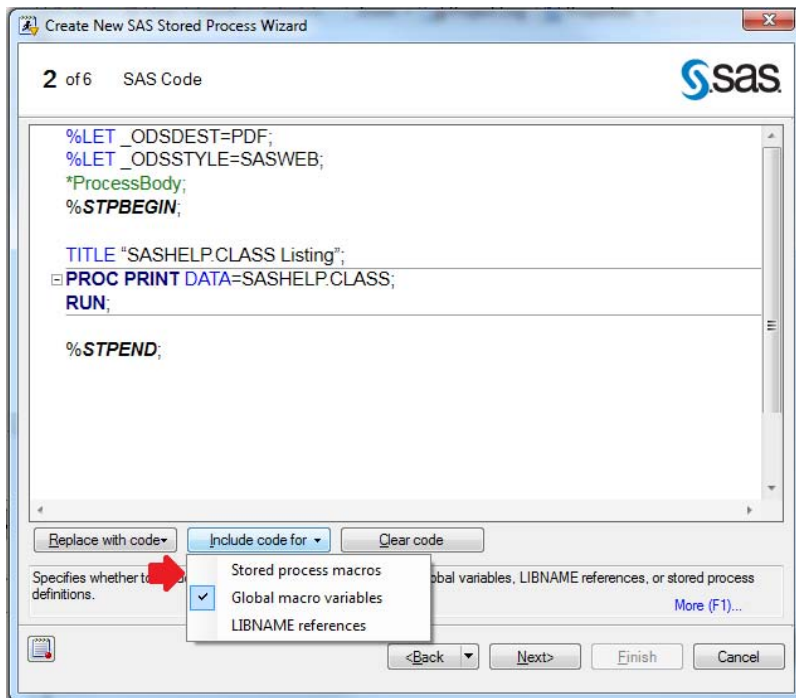 Create New SAS Stored Process Wizard
2 of 6 SAS Code
sas
%LET _ODSDEST=PDF;
%LET _ODSSTYLE=SASWEB;
*ProcessBody;
%STPBEGIN;
TITLE “SASHELP.CLASS Listing”;
PROC PRINT DATA=SASHELP.CLASS;
RUN;
%STPEND;
Replace with code
Include code for
Clear code
Specifies whether to obal variables, LIBNAME references, or stored process
definitions.
More (F1)...
Stored process macros
Global macro variables
LIBNAME references
<Back
Next>
Finish
Cancel